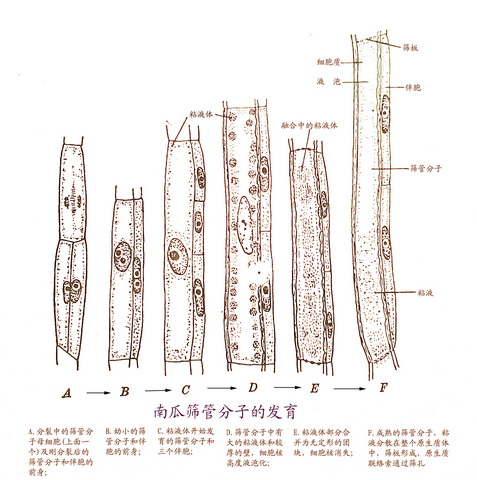 筛板
细胞质
液 泡
伴胞
粘液体
融合中的粘液体
筛管分子
粘液
A → B → C → D → E → F
南瓜筛管分子的发育
A.分裂中的筛管分
子母细胞(上面一
个)及刚分裂后的
筛管分子和伴胞
的前身;
B.幼小的筛
管分子和伴
胞的前身;
C.粘液体开始发
育的筛管分子和
三个伴胞;
D.筛管分子中有
大的粘液体和较
厚的壁,细胞核
高度液泡化;
E.粘液体部分合
并为无定形的团
块,细胞核消失;
F.成熟的筛管分子,粘
液分散在整个原生质体
中,筛板形成,原生质
联络索通过筛孔